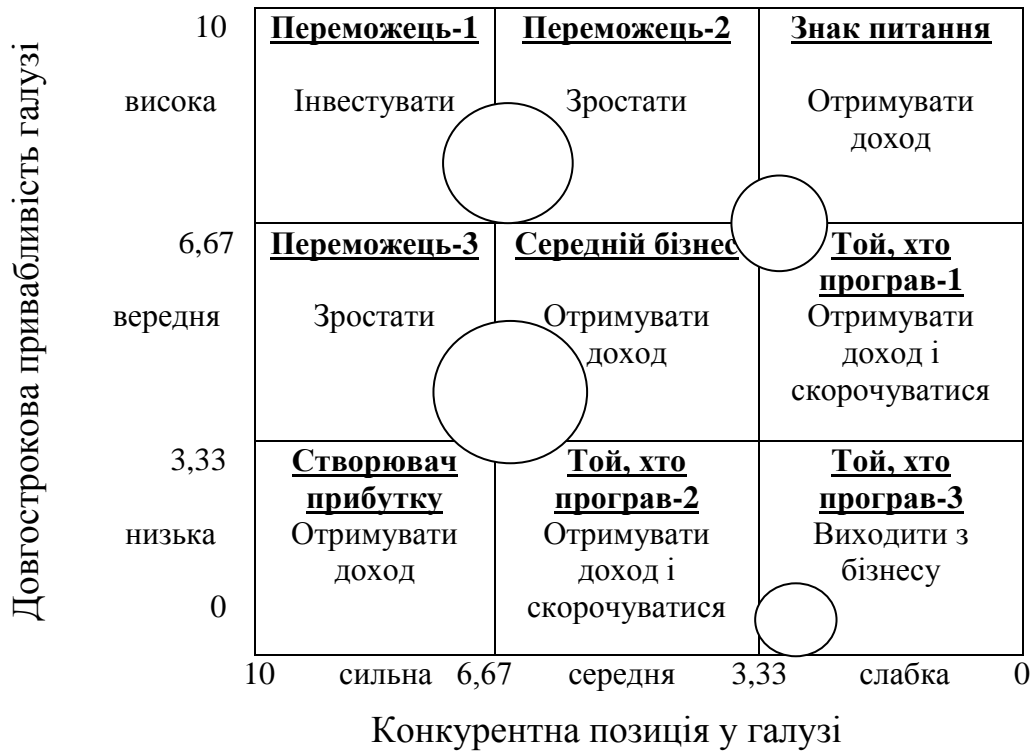 Довгострокова привабливість галузі
10
висока
6,67
вередня
3,33
низька
0
Переможець-1
Інвестувати
Переможець-2
Зростати
Знак питання
Отримувати
доход
Переможець-3
Зростати
Середній бізнес
Отримувати
доход
Той, хто
програв-1
Отримувати
доход і
скорочуватися
Створювач
прибутку
Отримувати
доход
Той, хто
програв-2
Отримувати
доход і
скорочуватися
Той, хто
програв-3
Виходити з
бізнесу
10 сильна 6,67 середня 3,33 слабка 0
Конкурентна позиція у галузі